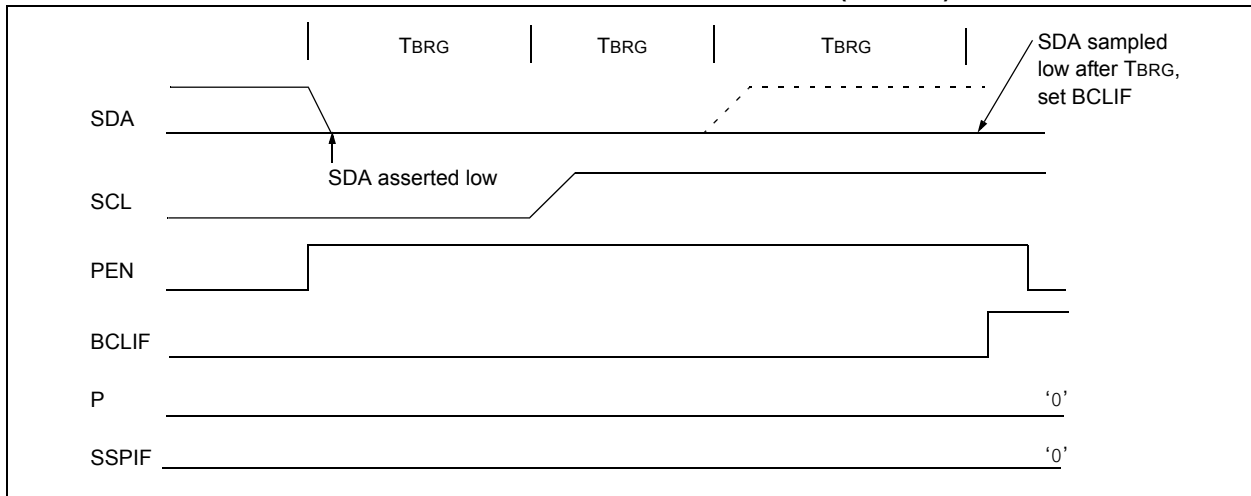 TBRG TBRG TBRG
SDA sampled
low after TBRG,
set BCLIF
SDA
SDA asserted low
SCL
PEN
BCLIF
P
‘0’
SSPIF
‘0’